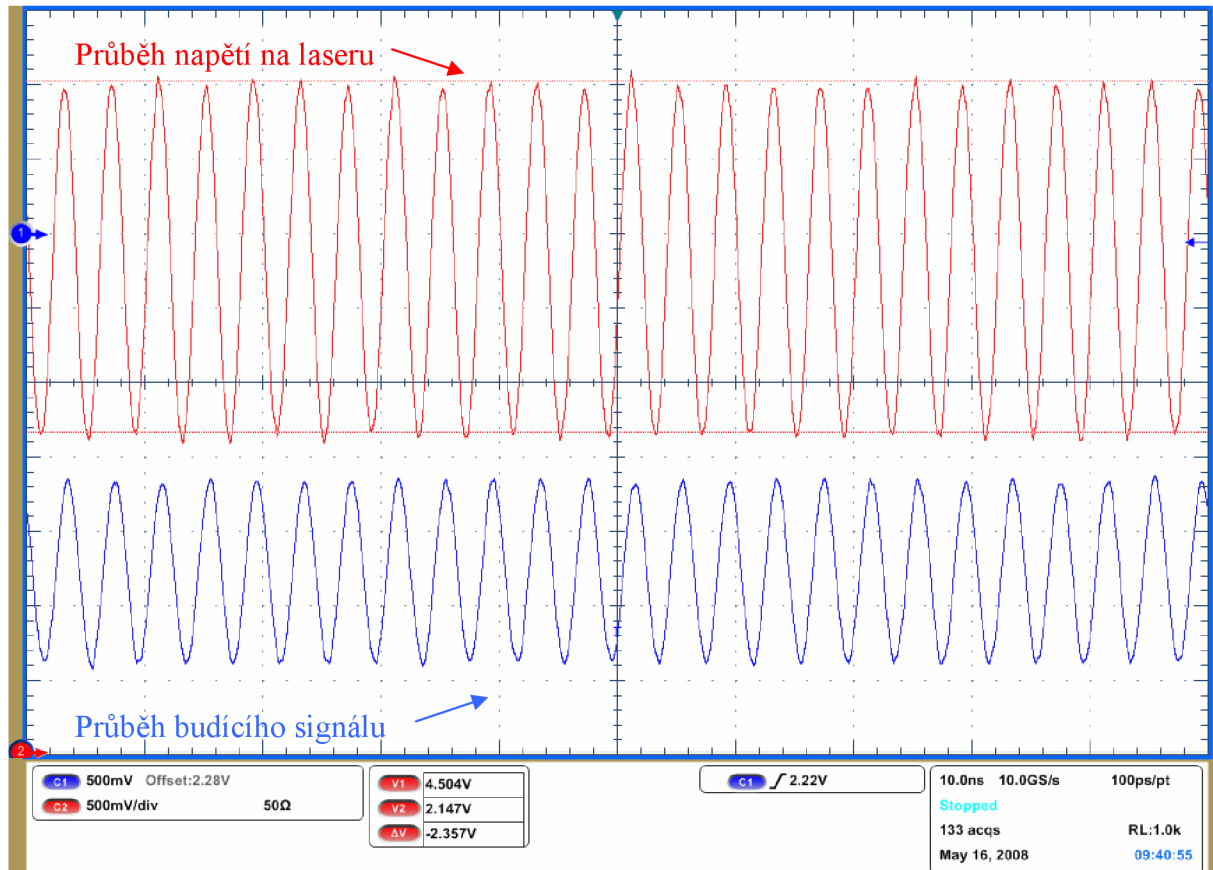 Průběh napětí na laseru
1
Průběh budícího signálu
2
C1 500mV Offset:2.28V
C2 500mV/div 50Ω
V1 4.504V
V2 2.147V
ΔV -2.357V
C1 2.22V
10.0ns 10.0GS/s 100ps/pt
Stopped
133 acqs RL:1.0k
May 16, 2008 09:40:55